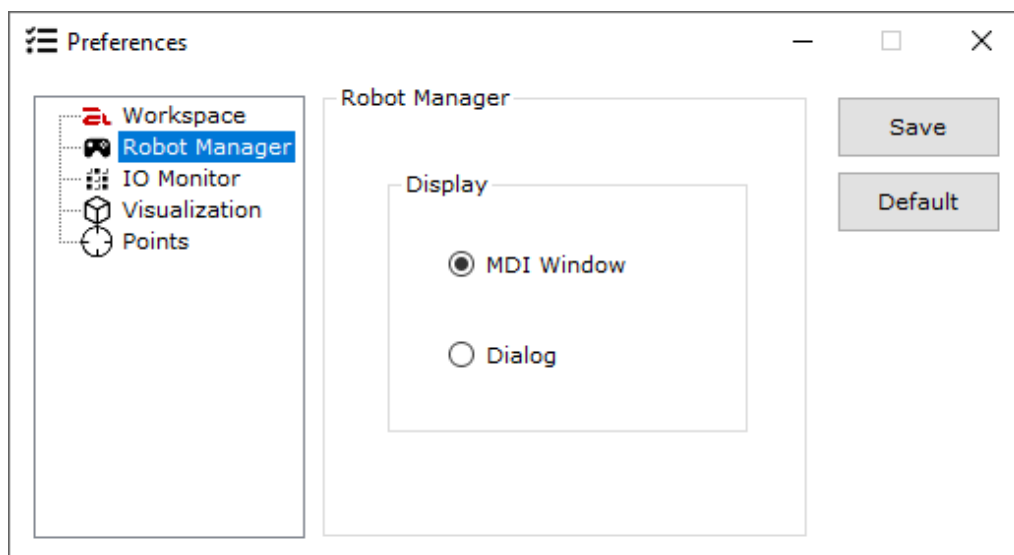 Preferences
Workspace
Robot Manager
IO Monitor
Visualization
Points
Robot Manager
Display
MDI Window
Dialog
Save
Default